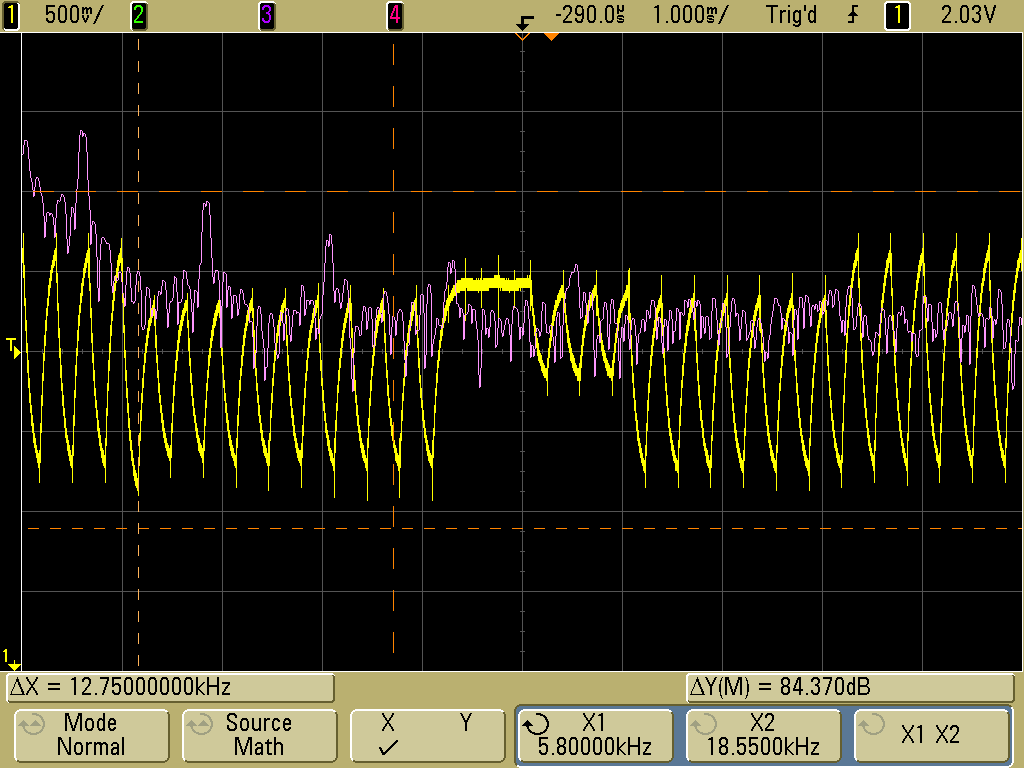 1 500mV/ 2 3 4 -290.0us 1.000ms/ Trig'd 1 2.03V
T
1
ΔX = 12.75000000kHz ΔY(M) = 84.370dB
Mode Source X Y X1 X2 X1 X2
Normal Math ✓ 5.80000kHz 18.5500kHz